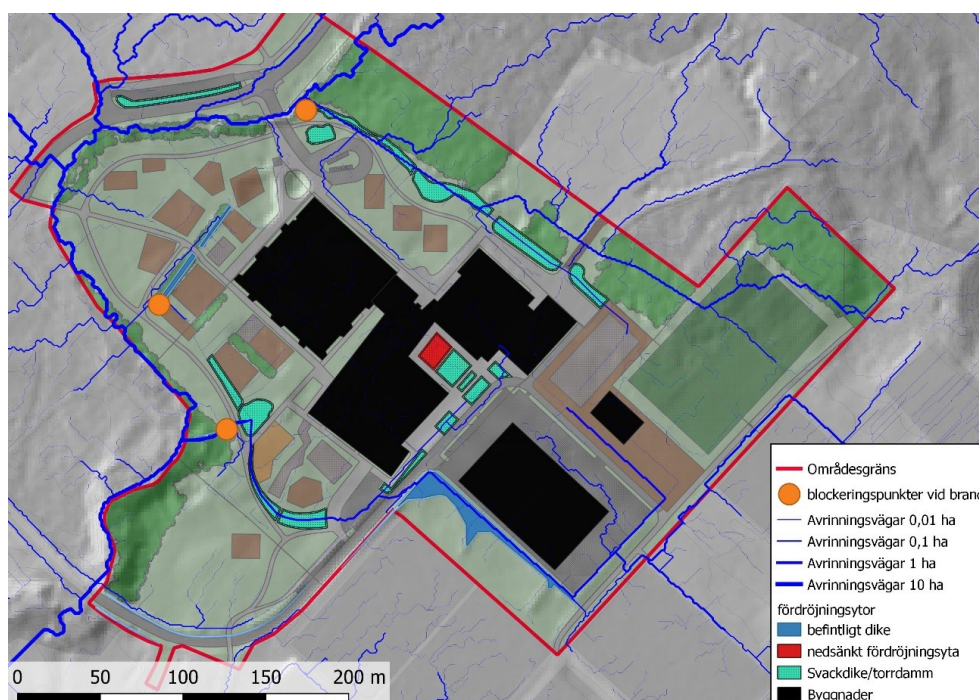 Områdesgräns
blockeringspunkter vid brand
Avrinningsvägar 0,01 ha
Avrinningsvägar 0,1 ha
Avrinningsvägar 1 ha
Avrinningsvägar 10 ha
fördröjningsytor
befintligt dike
nedsänkt fördröjningsyta
Svackdike/torrdamm
Byggnader
0 50 100 150 200 m